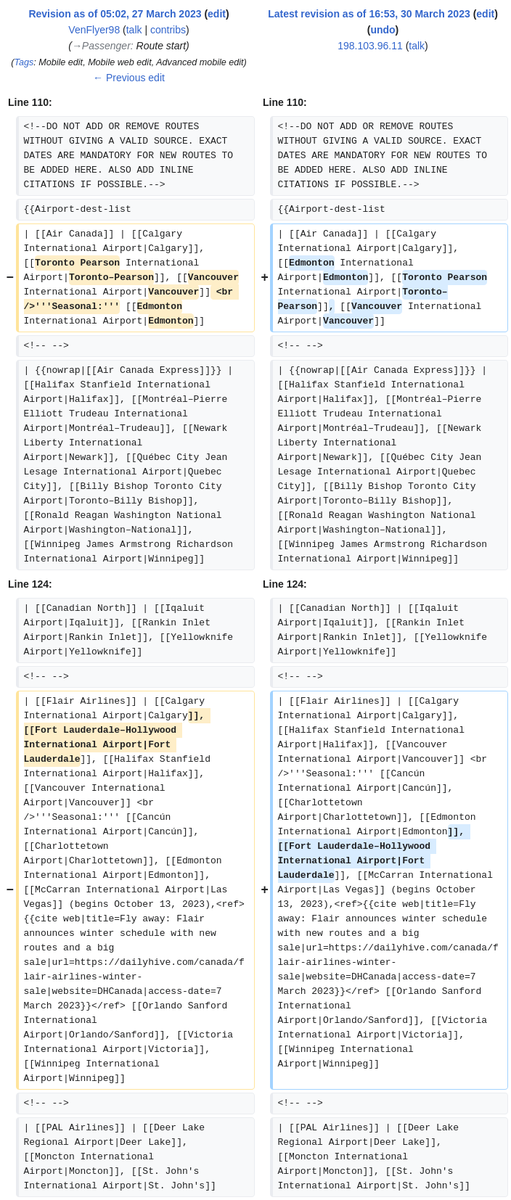 Revision as of 05:02, 27 March 2023 (edit)
VenFlyer98 (talk | contribs)
(→Passenger: Route start)
(Tags: Mobile edit, Mobile web edit, Advanced mobile edit)
← Previous edit
Latest revision as of 16:53, 30 March 2023 (edit)
(undo)
198.103.96.11 (talk)
Line 110:
<!--DO NOT ADD OR REMOVE ROUTES
WITHOUT GIVING A VALID SOURCE. EXACT
DATES ARE MANDATORY FOR NEW ROUTES TO
BE ADDED HERE. ALSO ADD INLINE
CITATIONS IF POSSIBLE.-->
{{Airport-dest-list
− | [[Air Canada]] | [[Calgary
International Airport|Calgary]],
[[Toronto Pearson International
Airport|Toronto–Pearson]], [[Vancouver
International Airport|Vancouver]] <br
/>'''Seasonal:''' [[Edmonton
International Airport|Edmonton]]
<!-- -->
| {{nowrap|[[Air Canada Express]]}} |
[[Halifax Stanfield International
Airport|Halifax]], [[Montréal–Pierre
Elliott Trudeau International
Airport|Montréal–Trudeau]], [[Newark
Liberty International
Airport|Newark]], [[Québec City Jean
Lesage International Airport|Quebec
City]], [[Billy Bishop Toronto City
Airport|Toronto–Billy Bishop]],
[[Ronald Reagan Washington National
Airport|Washington–National]],
[[Winnipeg James Armstrong Richardson
International Airport|Winnipeg]]
Line 110:
<!--DO NOT ADD OR REMOVE ROUTES
WITHOUT GIVING A VALID SOURCE. EXACT
DATES ARE MANDATORY FOR NEW ROUTES TO
BE ADDED HERE. ALSO ADD INLINE
CITATIONS IF POSSIBLE.-->
{{Airport-dest-list
+ | [[Air Canada]] | [[Calgary
International Airport|Calgary]],
[[Edmonton International
Airport|Edmonton]], [[Toronto Pearson
International Airport|Toronto–
Pearson]], [[Vancouver International
Airport|Vancouver]]
<!-- -->
| {{nowrap|[[Air Canada Express]]}} |
[[Halifax Stanfield International
Airport|Halifax]], [[Montréal–Pierre
Elliott Trudeau International
Airport|Montréal–Trudeau]], [[Newark
Liberty International
Airport|Newark]], [[Québec City Jean
Lesage International Airport|Quebec
City]], [[Billy Bishop Toronto City
Airport|Toronto–Billy Bishop]],
[[Ronald Reagan Washington National
Airport|Washington–National]],
[[Winnipeg James Armstrong Richardson
International Airport|Winnipeg]]
Line 124:
| [[Canadian North]] | [[Iqaluit
Airport|Iqaluit]], [[Rankin Inlet
Airport|Rankin Inlet]], [[Yellowknife
Airport|Yellowknife]]
<!-- -->
− | [[Flair Airlines]] | [[Calgary
International Airport|Calgary]],
[[Fort Lauderdale–Hollywood
International Airport|Fort
Lauderdale]], [[Halifax Stanfield
International Airport|Halifax]],
[[Vancouver International
Airport|Vancouver]] <br
/>'''Seasonal:''' [[Cancún
International Airport|Cancún]],
[[Charlottetown
Airport|Charlottetown]], [[Edmonton
International Airport|Edmonton]],
[[McCarran International Airport|Las
Vegas]] (begins October 13, 2023),<ref>
{{cite web|title=Fly away: Flair
announces winter schedule with new
routes and a big
sale|url=https://dailyhive.com/canada/f
lair-airlines-winter-
sale|website=DHCanada|access-date=7
March 2023}}</ref> [[Orlando Sanford
International
Airport|Orlando/Sanford]], [[Victoria
International Airport|Victoria]],
[[Winnipeg International
Airport|Winnipeg]]
<!-- -->
| [[PAL Airlines]] | [[Deer Lake
Regional Airport|Deer Lake]],
[[Moncton International
Airport|Moncton]], [[St. John's
International Airport|St. John's]]
Line 124:
| [[Canadian North]] | [[Iqaluit
Airport|Iqaluit]], [[Rankin Inlet
Airport|Rankin Inlet]], [[Yellowknife
Airport|Yellowknife]]
<!-- -->
+ | [[Flair Airlines]] | [[Calgary
International Airport|Calgary]],
[[Halifax Stanfield International
Airport|Halifax]], [[Vancouver
International Airport|Vancouver]] <br
/>'''Seasonal:''' [[Cancún
International Airport|Cancún]],
[[Charlottetown
Airport|Charlottetown]], [[Edmonton
International Airport|Edmonton]],
[[Fort Lauderdale–Hollywood
International Airport|Fort
Lauderdale]], [[McCarran International
Airport|Las Vegas]] (begins October
13, 2023),<ref>{{cite web|title=Fly
away: Flair announces winter schedule
with new routes and a big
sale|url=https://dailyhive.com/canada/f
lair-airlines-winter-
sale|website=DHCanada|access-date=7
March 2023}}</ref> [[Orlando Sanford
International
Airport|Orlando/Sanford]], [[Victoria
International Airport|Victoria]],
[[Winnipeg International
Airport|Winnipeg]]
<!-- -->
| [[PAL Airlines]] | [[Deer Lake
Regional Airport|Deer Lake]],
[[Moncton International
Airport|Moncton]], [[St. John's
International Airport|St. John's]]